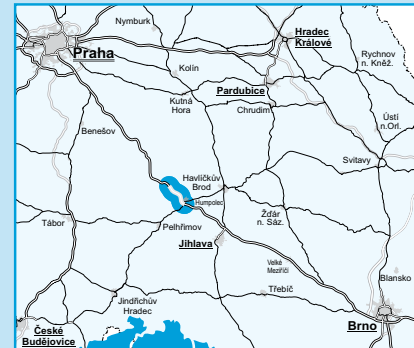 Nymburk
Hradec
Králové
Praha
Rychnov
n. Kněž.
Kolín
Pardubice
Kutná
Hora
Chrudim
Ústí
n.Orl.
Benešov
Svitavy
Havlíčkův
Brod
Humpolec
Žďár
n. Sáz.
Tábor
Pelhřimov
Jihlava
Velké
Meziříčí
Blansko
Třebíč
Jindřichův
Hradec
Brno
České
Budějovice